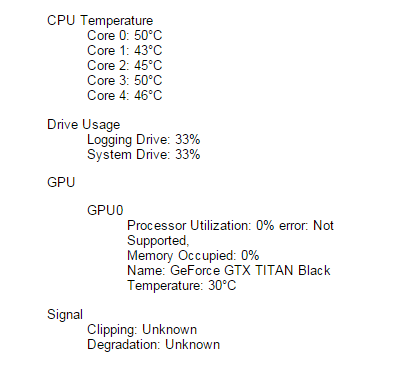 CPU Temperature
Core 0: 50°C
Core 1: 43°C
Core 2: 45°C
Core 3: 50°C
Core 4: 46°C
Drive Usage
Logging Drive: 33%
System Drive: 33%
GPU
GPU0
Processor Utilization: 0% error: Not
Supported,
Memory Occupied: 0%
Name: GeForce GTX TITAN Black
Temperature: 30°C
Signal
Clipping: Unknown
Degradation: Unknown